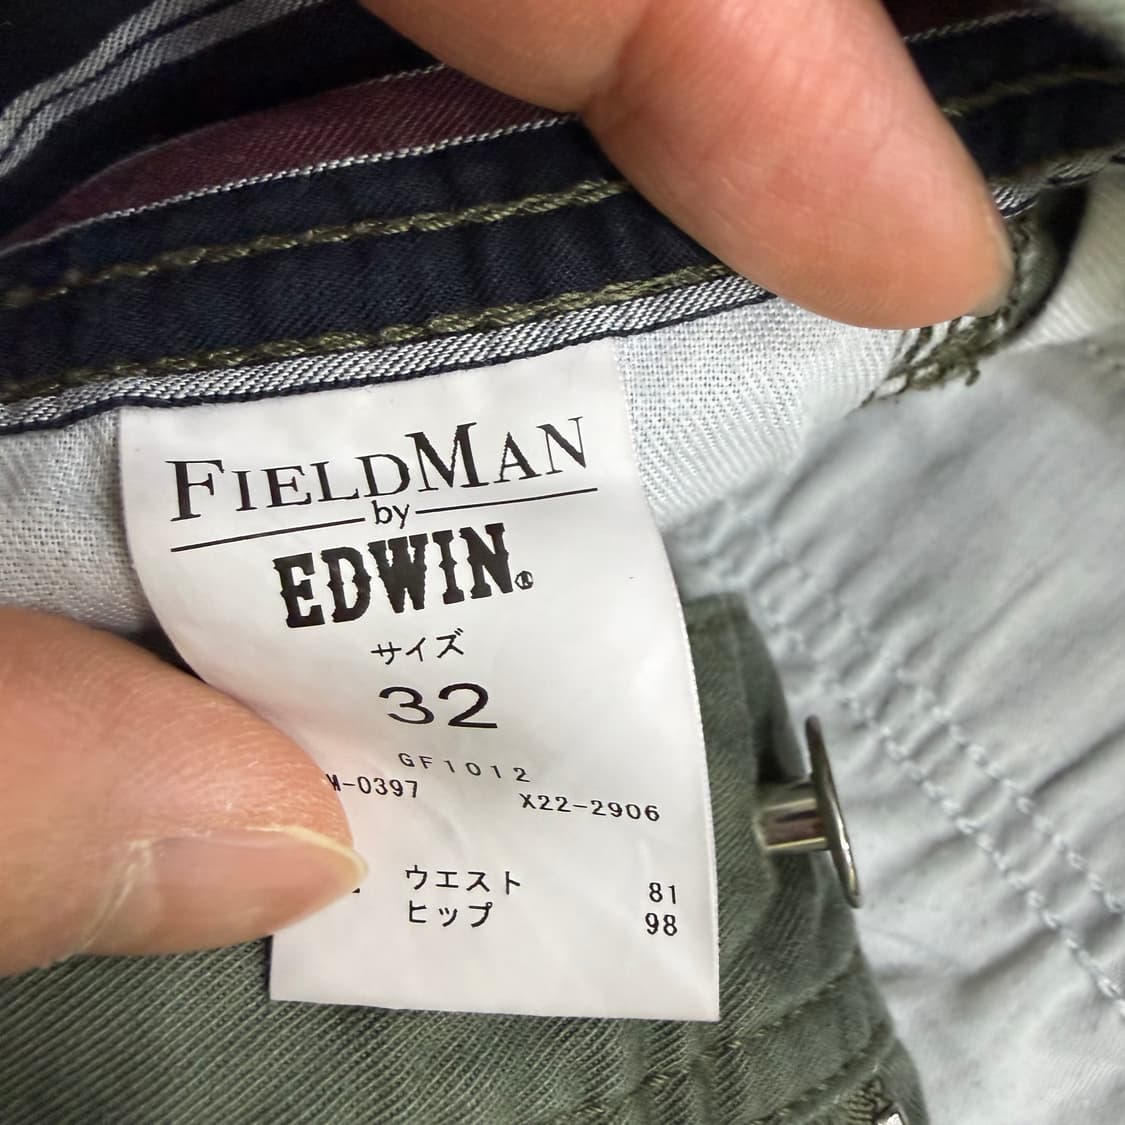 FIELDMAN
by
EDWIN®
サイズ
32
GF1012
M-0397 X22-2906
ウエスト 81
ヒップ 98